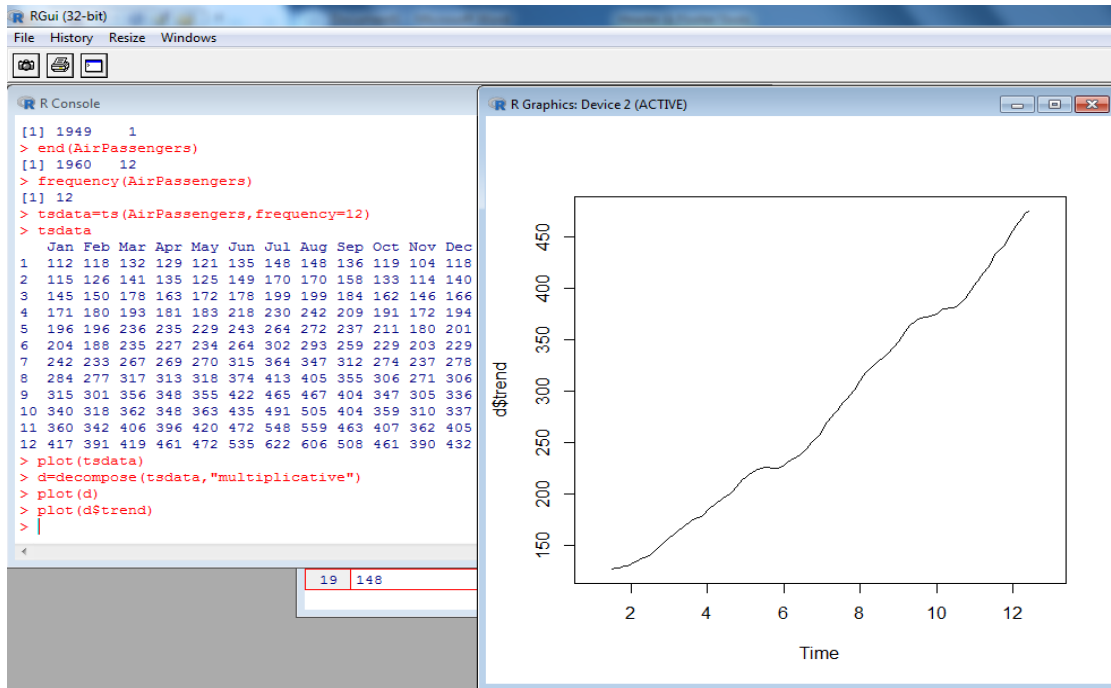 RGui (32-bit)
File History Resize Windows
R Console
[1] 1949    1
> end(AirPassengers)
[1] 1960   12
> frequency(AirPassengers)
[1] 12
> tsdata=ts(AirPassengers,frequency=12)
> tsdata
   Jan Feb Mar Apr May Jun Jul Aug Sep Oct Nov Dec
1  112 118 132 129 121 135 148 148 136 119 104 118
2  115 126 141 135 125 149 170 170 158 133 114 140
3  145 150 178 163 172 178 199 199 184 162 146 166
4  171 180 193 181 183 218 230 242 209 191 172 194
5  196 196 236 235 229 243 264 272 237 211 180 201
6  204 188 235 227 234 264 302 293 259 229 203 229
7  242 233 267 269 270 315 364 347 312 274 237 278
8  284 277 317 313 318 374 413 405 355 306 271 306
9  315 301 356 348 355 422 465 467 404 347 305 336
10 340 318 362 348 363 435 491 505 404 359 310 337
11 360 342 406 396 420 472 548 559 463 407 362 405
12 417 391 419 461 472 535 622 606 508 461 390 432
> plot(tsdata)
> d=decompose(tsdata,"multiplicative")
> plot(d)
> plot(d$trend)
>
19 148
R Graphics: Device 2 (ACTIVE)
d$trend
450
400
350
300
250
200
150
2 4 6 8 10 12
Time